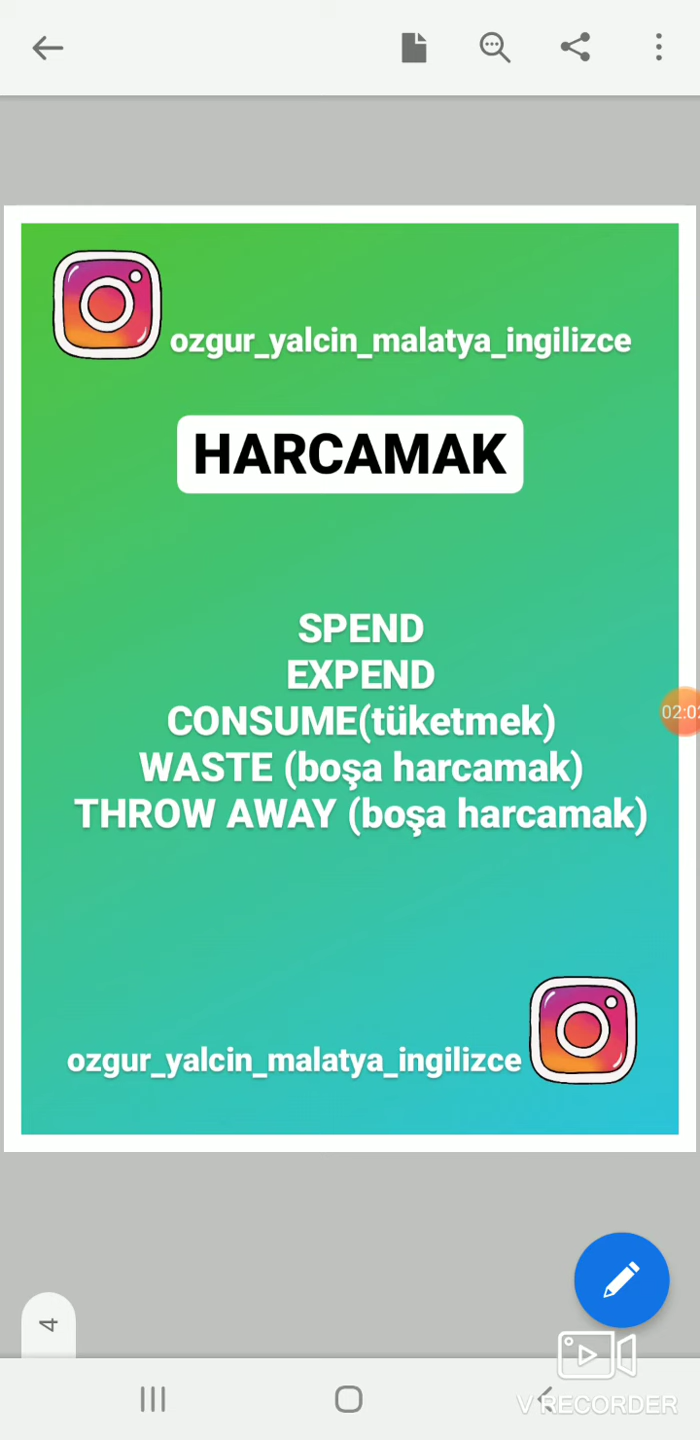 ozgur_yalcin_malatya_ingilizce
HARCAMAK
SPEND
EXPEND
CONSUME(tüketmek)
WASTE (boşa harcamak)
THROW AWAY (boşa harcamak)
ozgur_yalcin_malatya_ingilizce
4
V RECORDER